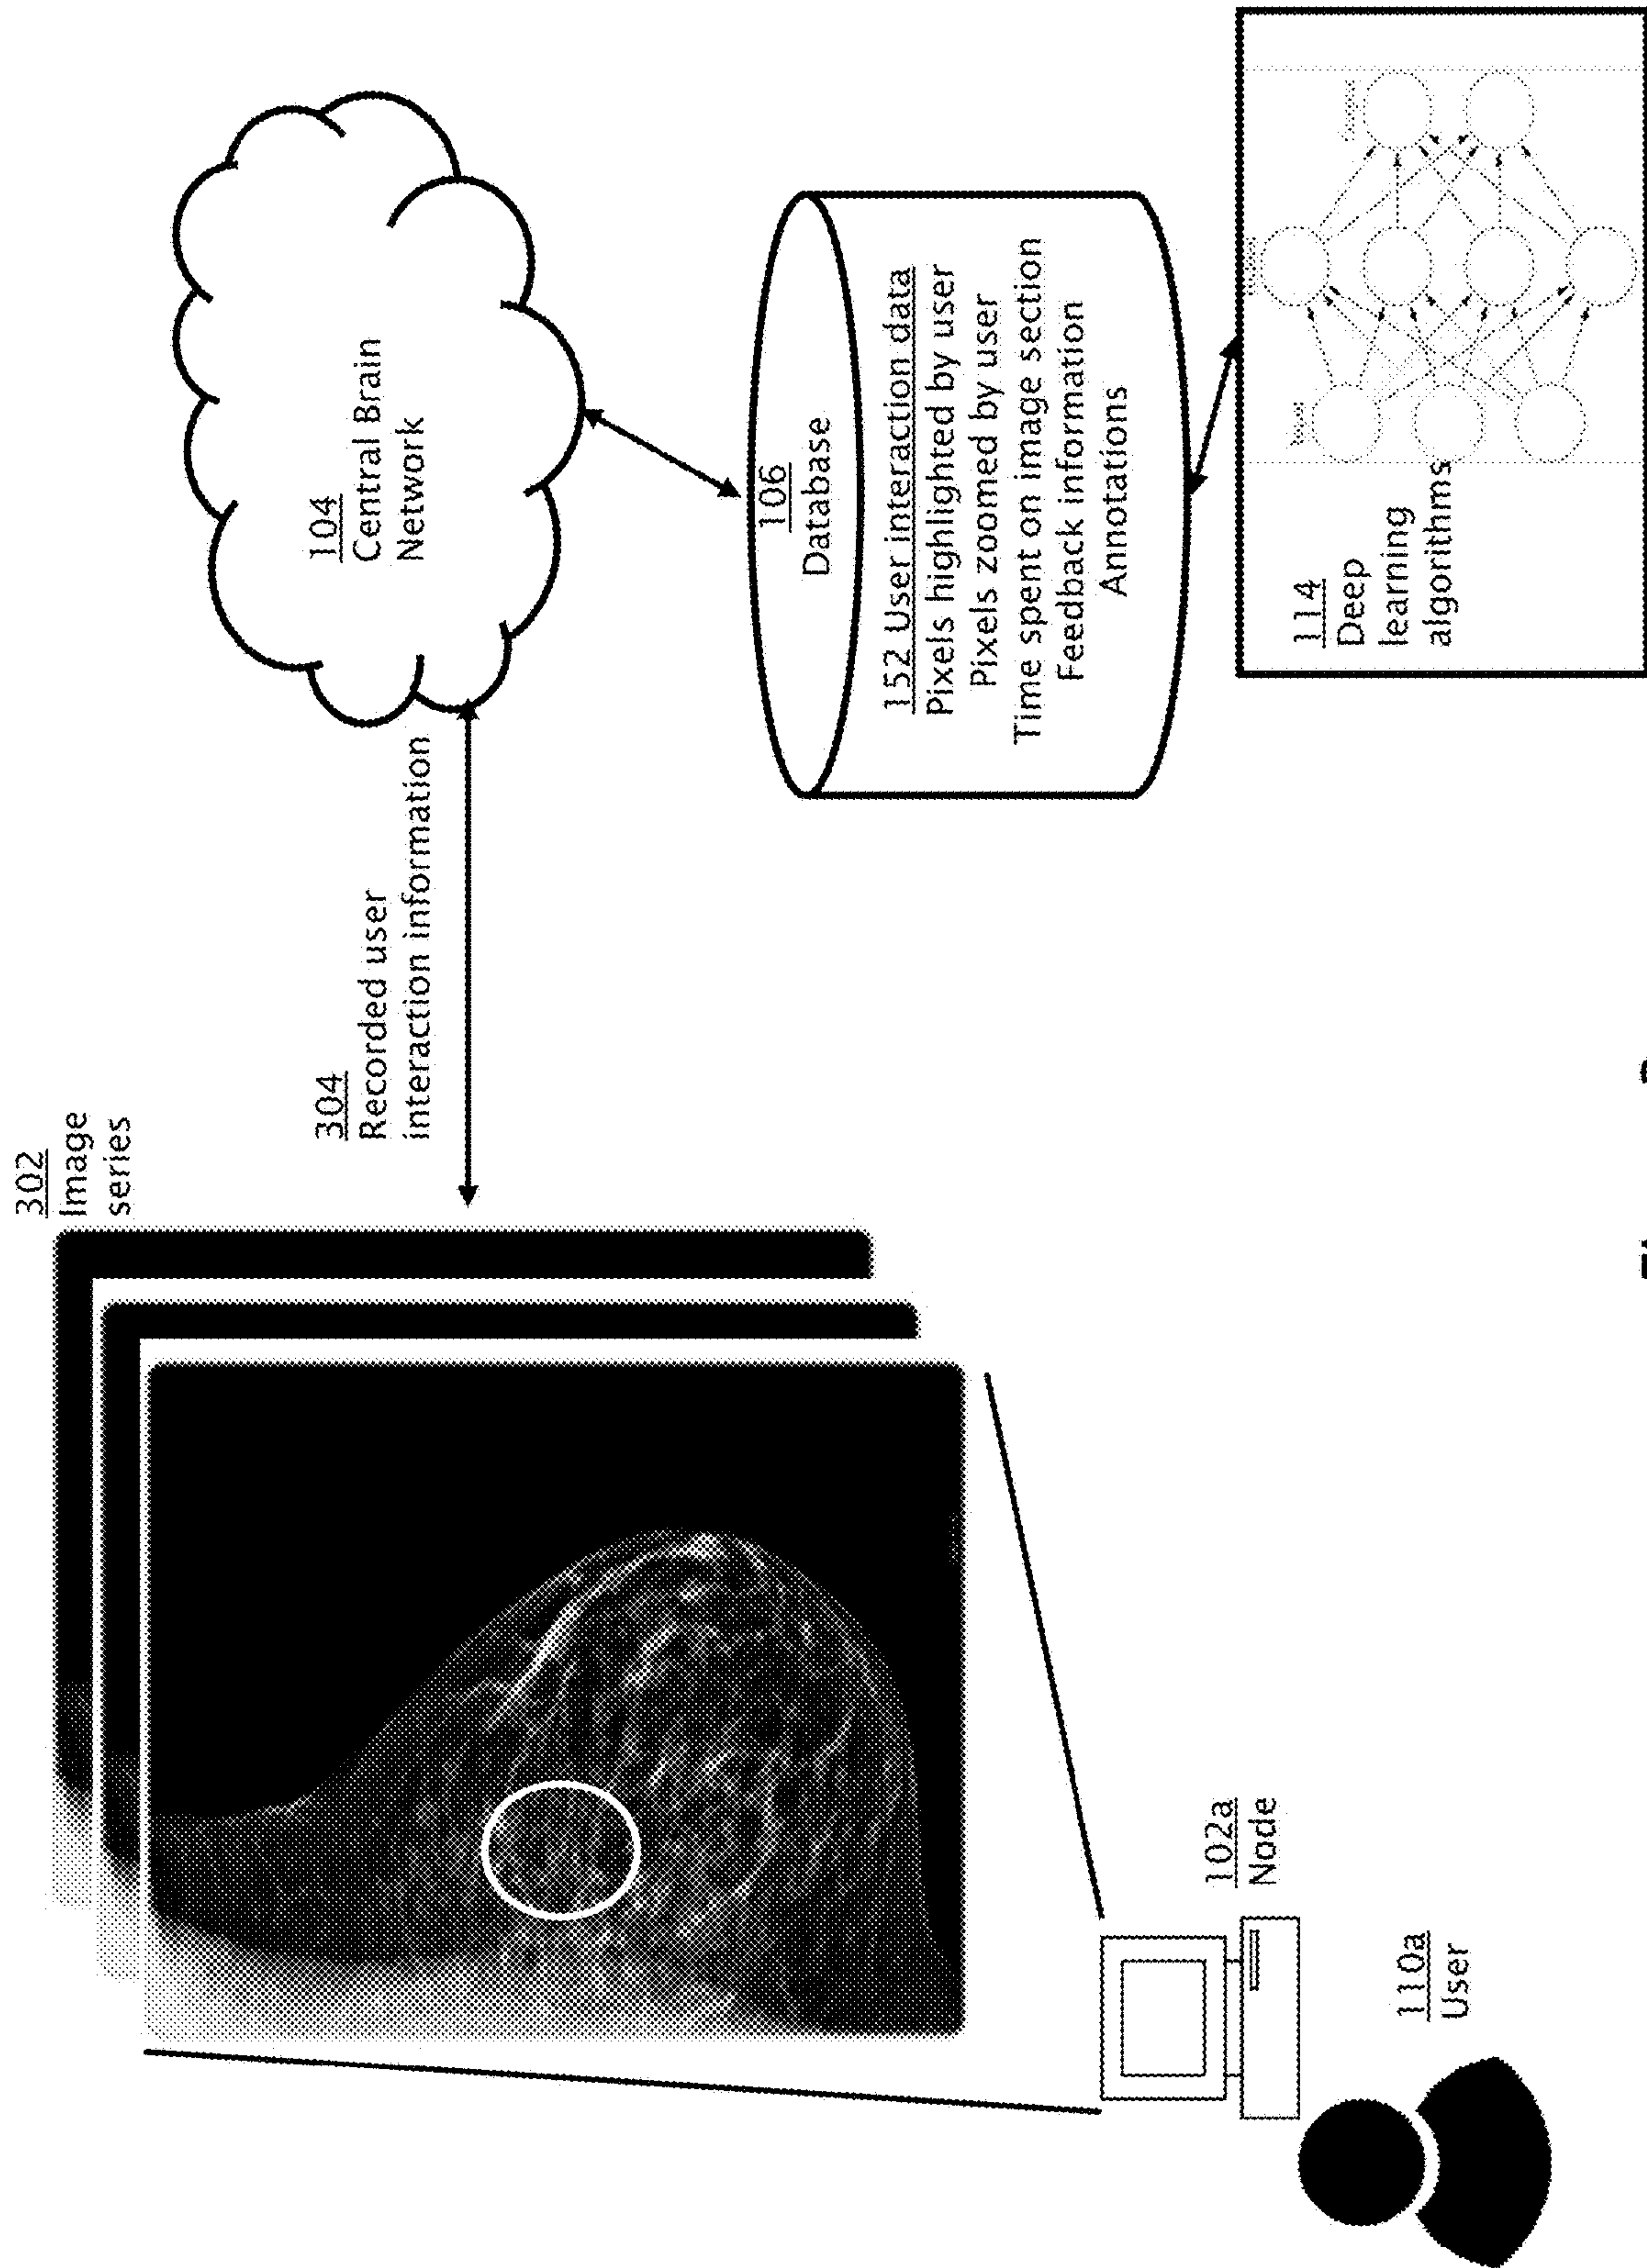 302
Image
series
304
Recorded user
interaction information
104
Central Brain
Network
106
Database
152 User interaction data
Pixels highlighted by user
Pixels zoomed by user
Time spent on image section
Feedback information
Annotations
114
Deep
learning
algorithms
102a
Node
110a
User